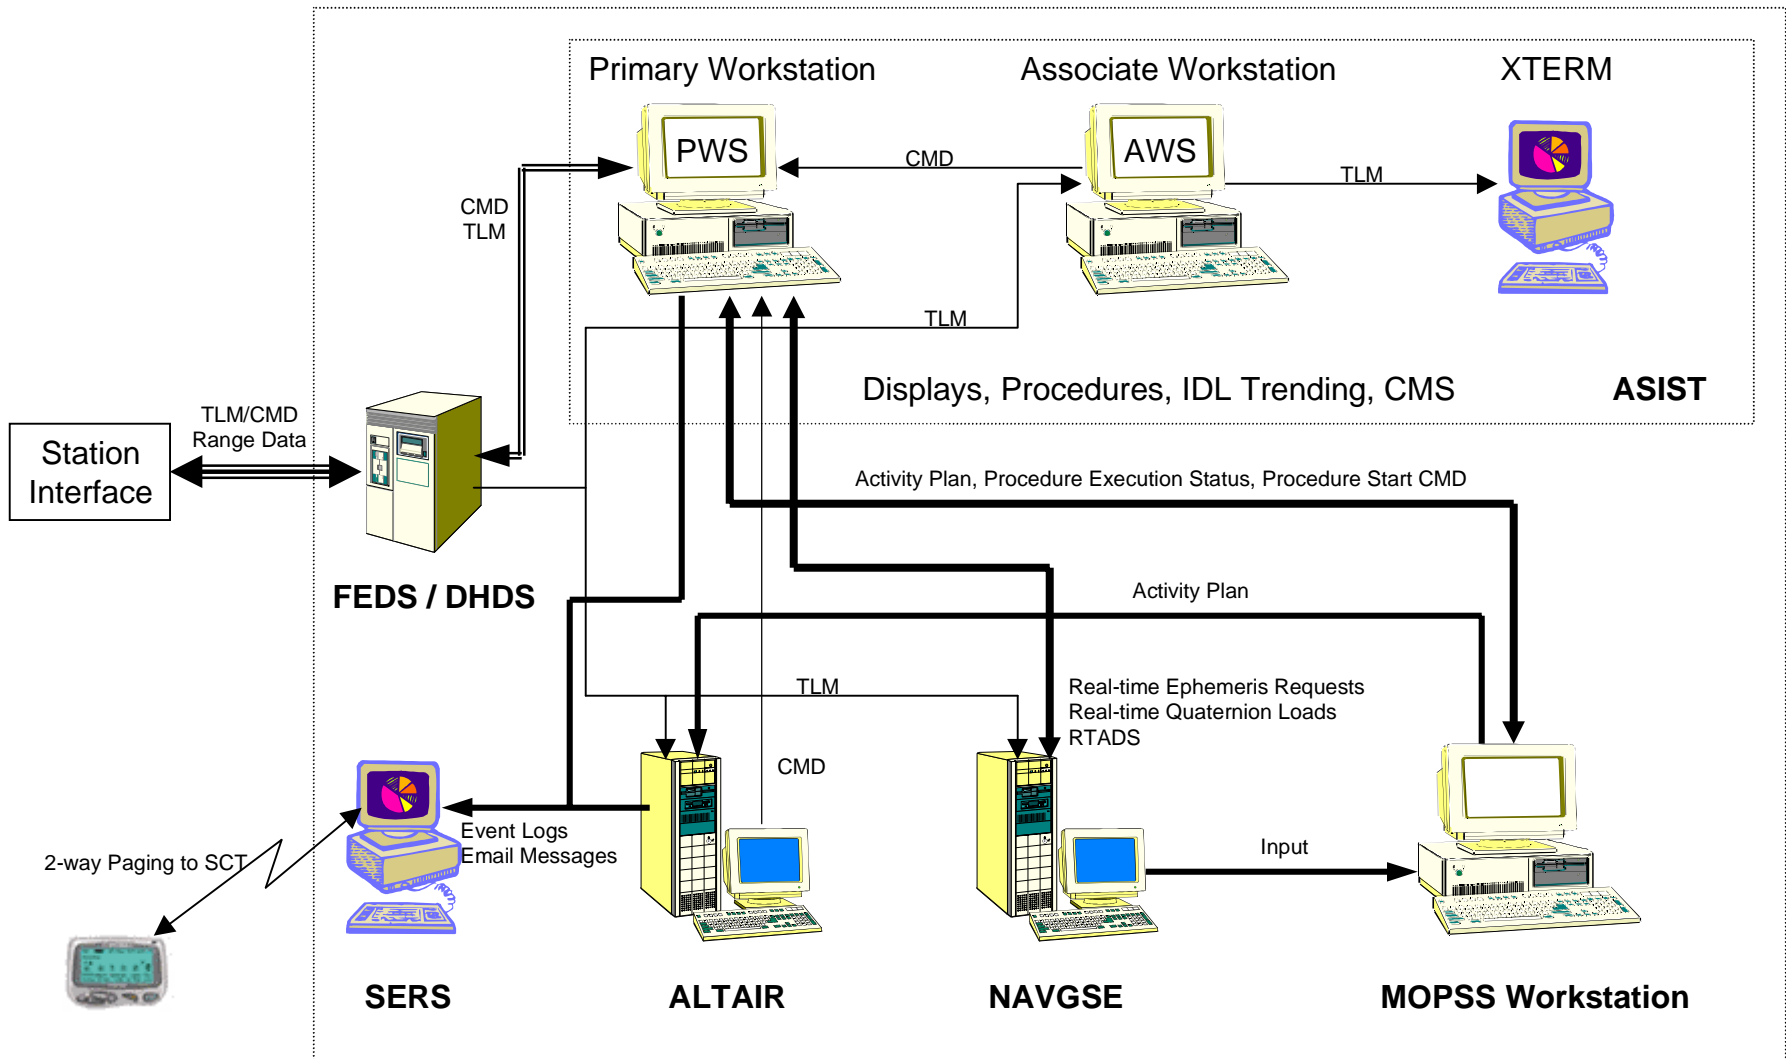 Primary Workstation
Associate Workstation
XTERM
PWS
CMD
AWS
TLM
CMD
TLM
TLM
Displays, Procedures, IDL Trending, CMS
ASIST
TLM/CMD
Range Data
Station
Interface
Activity Plan, Procedure Execution Status, Procedure Start CMD
FEDS / DHDS
Activity Plan
TLM
Real-time Ephemeris Requests
Real-time Quaternion Loads
RTADS
CMD
Event Logs
Email Messages
2-way Paging to SCT
Input
SERS
ALTAIR
NAVGSE
MOPSS Workstation